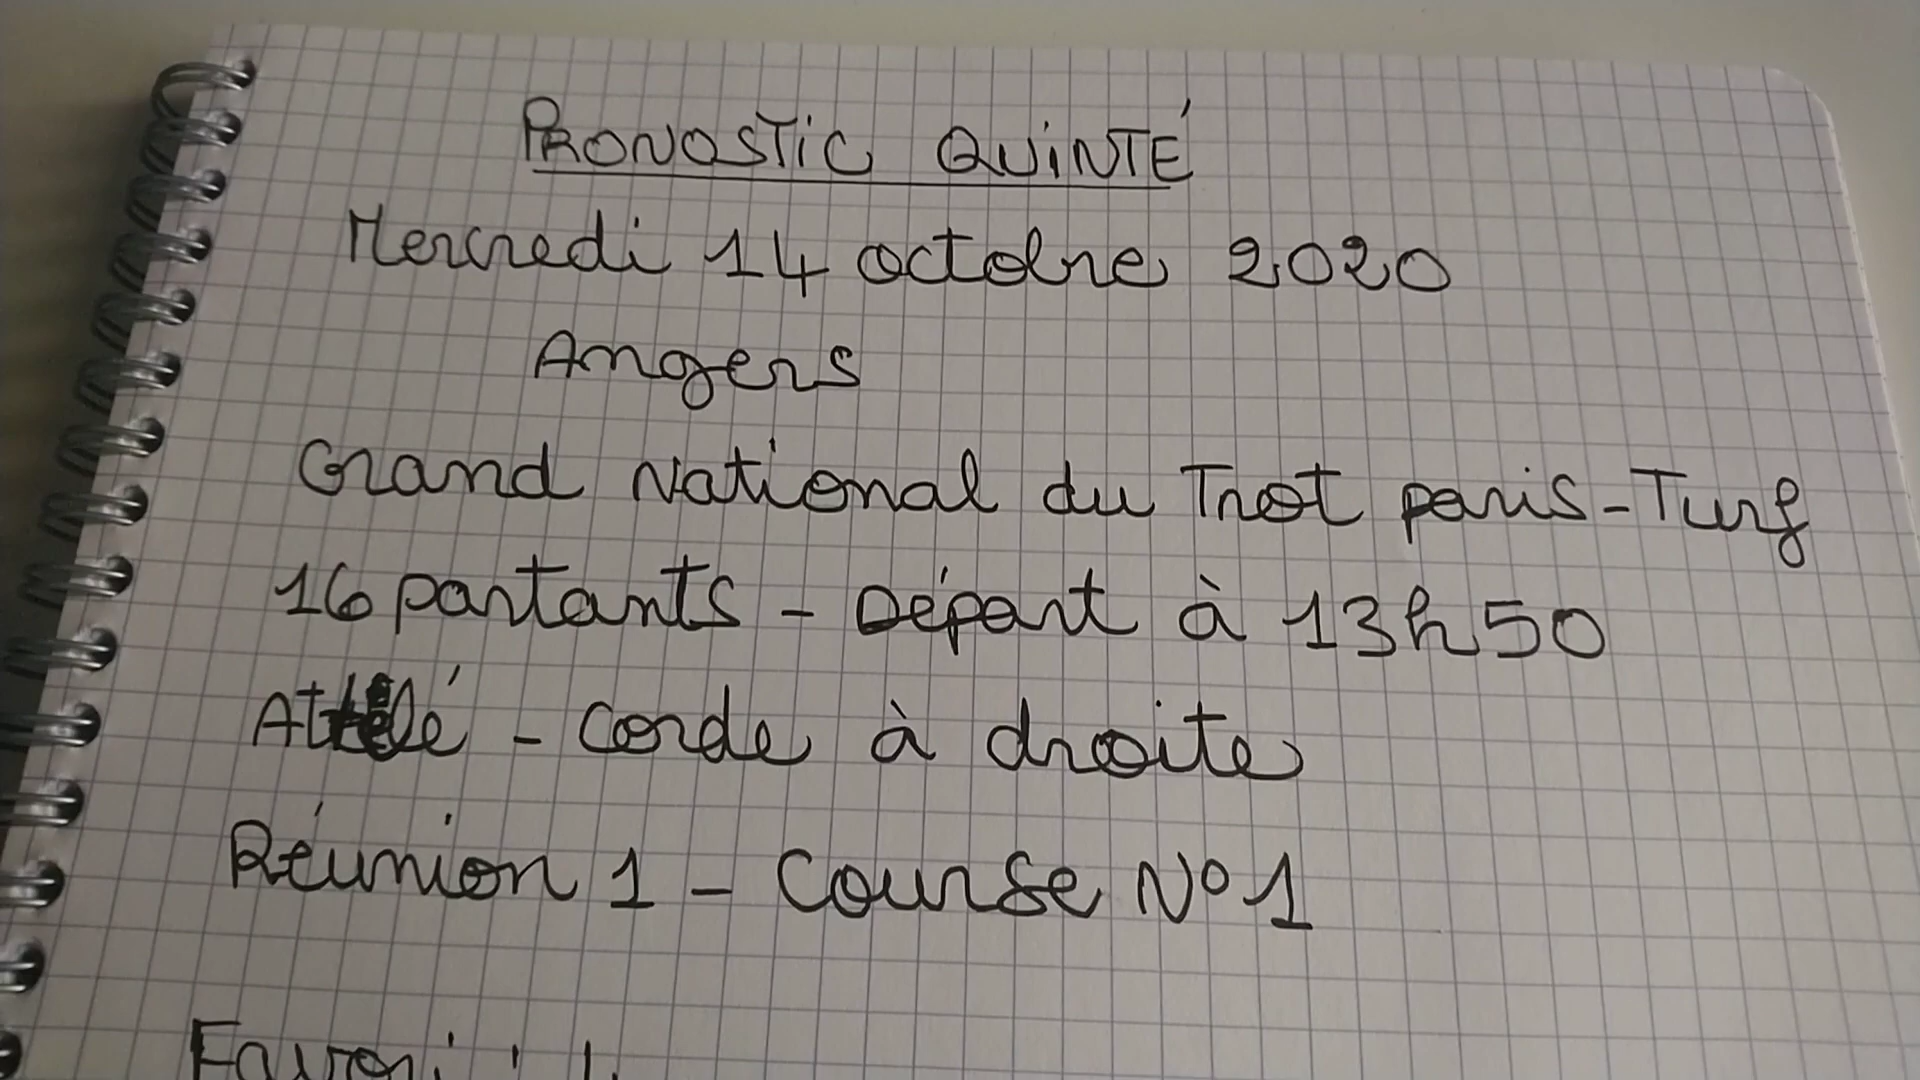 PRONOSTIC QUINTÉ
Mercredi 14 octobre 2020
Angers
Grand National du Trot paris-Turf
16 partants - Départ à 13h50
Attelé - Corde à droite
Réunion 1 - Course N°1
Favori :